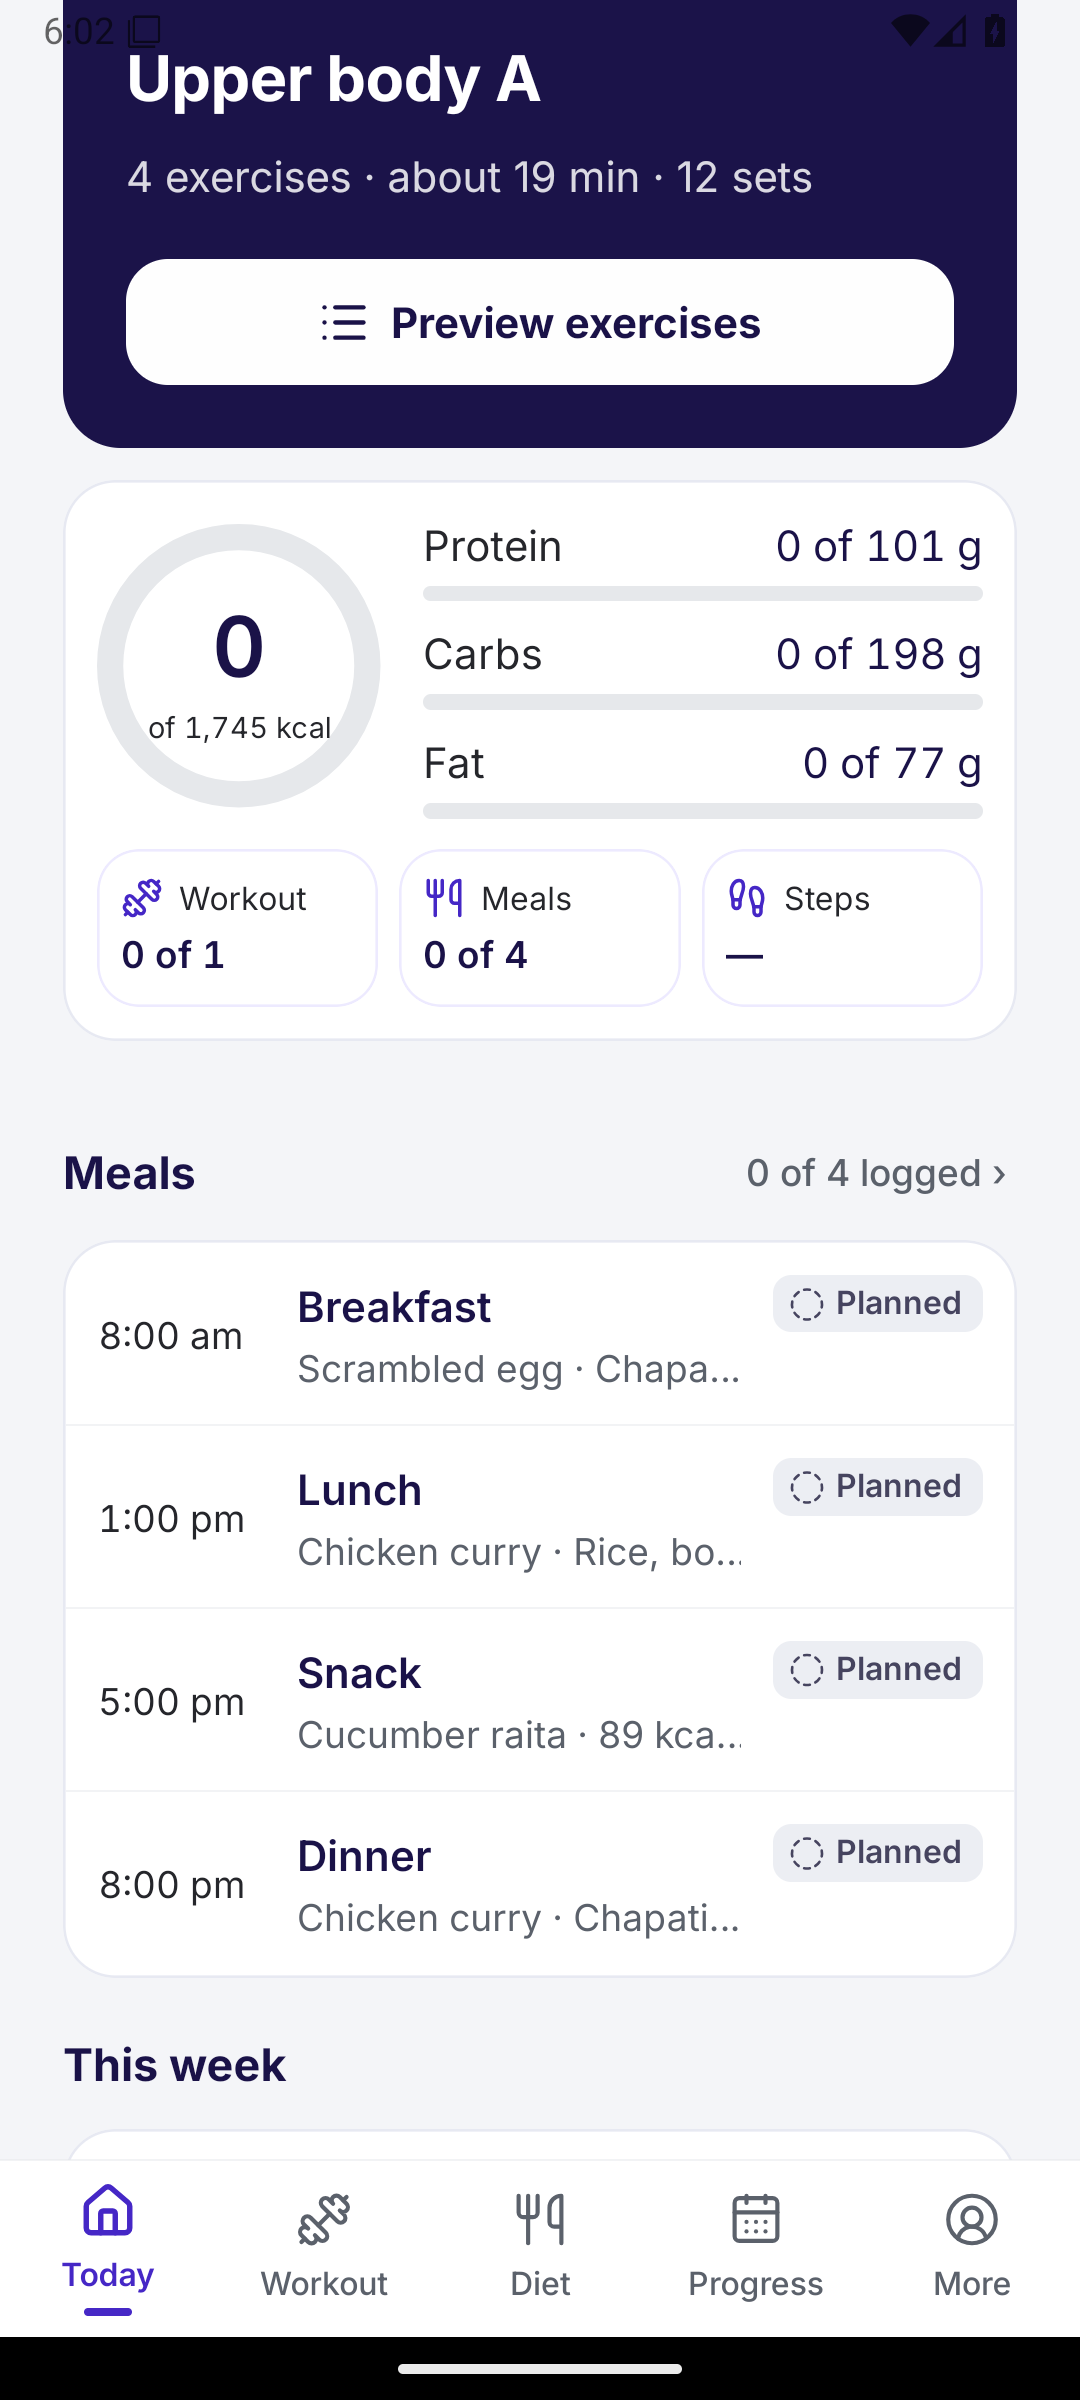 6:02
Upper body A
4 exercises · about 19 min · 12 sets
Preview exercises
0
of 1,745 kcal
Protein 0 of 101 g
Carbs 0 of 198 g
Fat 0 of 77 g
Workout
0 of 1
Meals
0 of 4
Steps
—
Meals 0 of 4 logged ›
8:00 am
Breakfast
Scrambled egg · Chapa...
Planned
1:00 pm
Lunch
Chicken curry · Rice, bo...
Planned
5:00 pm
Snack
Cucumber raita · 89 kca...
Planned
8:00 pm
Dinner
Chicken curry · Chapati...
Planned
This week
Today
Workout
Diet
Progress
More